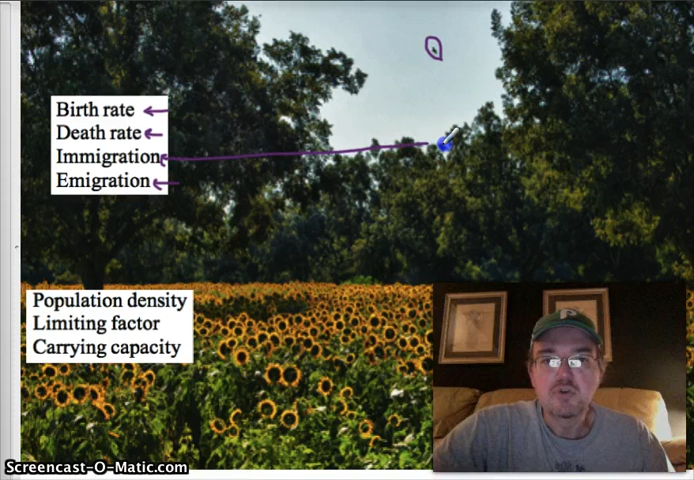 Birth rate
Death rate
Immigration
Emigration
Population density
Limiting factor
Carrying capacity
Screencast-O-Matic.com